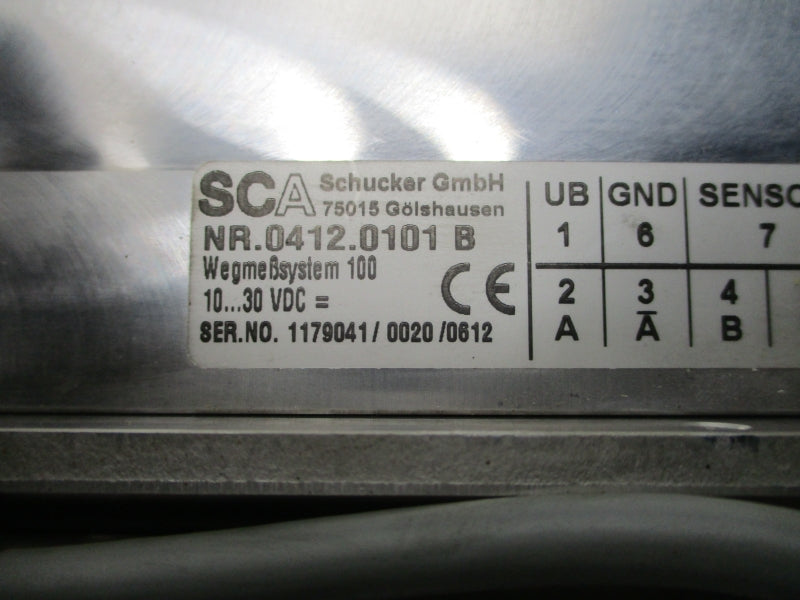 SCA Schucker GmbH
75015 Gölshausen
NR.0412.0101 B
Wegmeßsystem 100
10...30 VDC =
SER.NO. 1179041/ 0020 /0612
CE
UB GND SENSO
1 6 7
2 3 4
A A̅ B